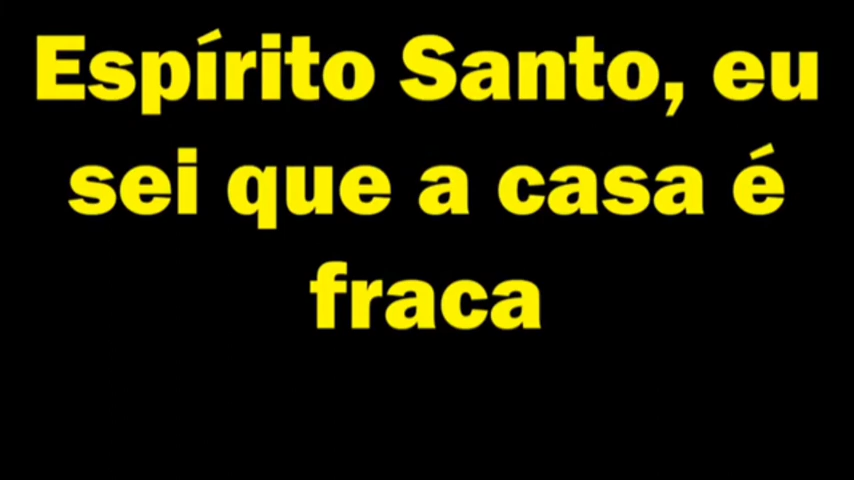 Espírito Santo, eu
sei que a casa é
fraca